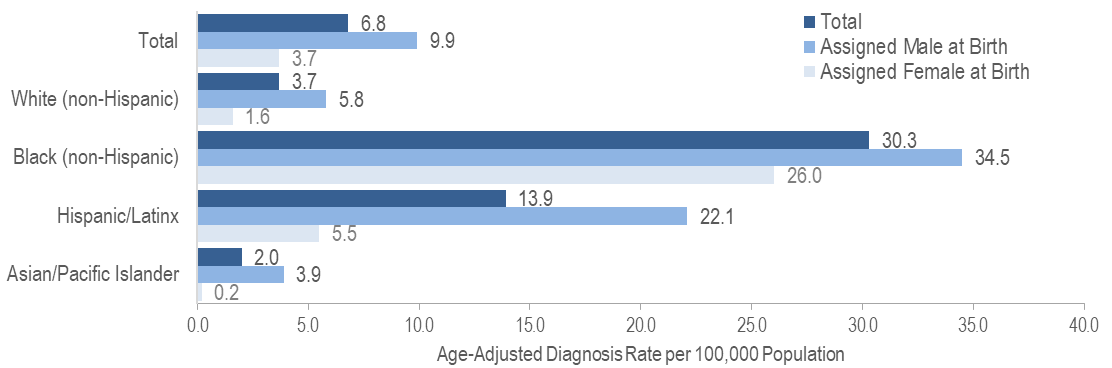 Total
6.8
9.9
3.7
White (non-Hispanic)
3.7
5.8
1.6
Black (non-Hispanic)
30.3
34.5
26.0
Hispanic/Latinx
13.9
22.1
5.5
Asian/Pacific Islander
2.0
3.9
0.2
Total
Assigned Male at Birth
Assigned Female at Birth
0.0 5.0 10.0 15.0 20.0 25.0 30.0 35.0 40.0
Age-Adjusted Diagnosis Rate per 100,000 Population